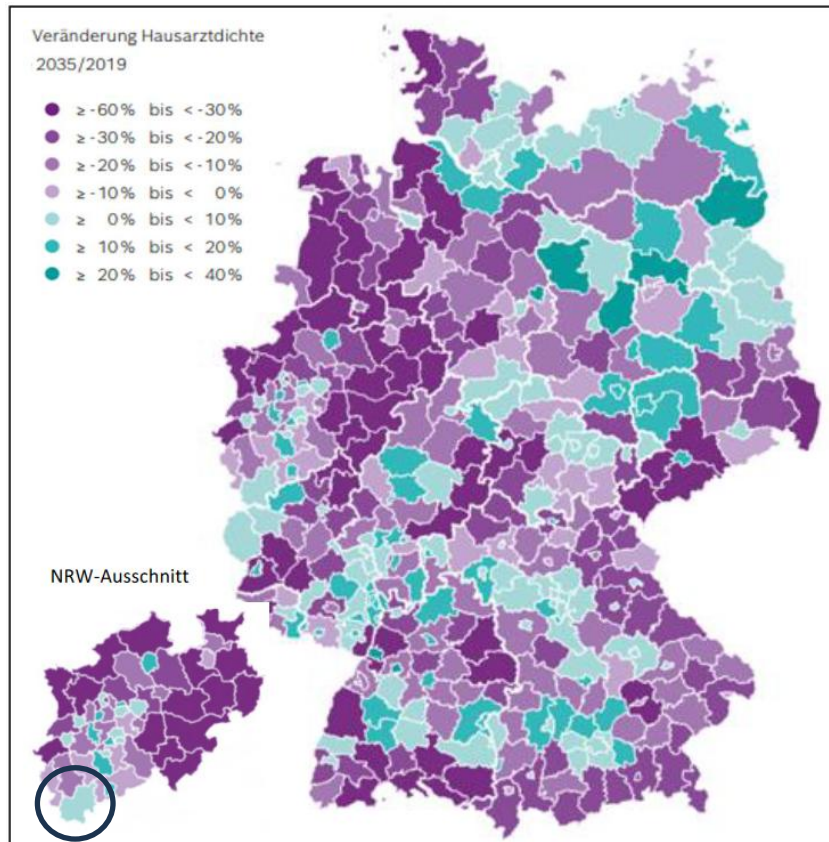 Veränderung Hausarztdichte
2035/2019
≥ -60% bis < -30%
≥ -30% bis < -20%
≥ -20% bis < -10%
≥ -10% bis < 0%
≥ 0% bis < 10%
≥ 10% bis < 20%
≥ 20% bis < 40%
NRW-Ausschnitt